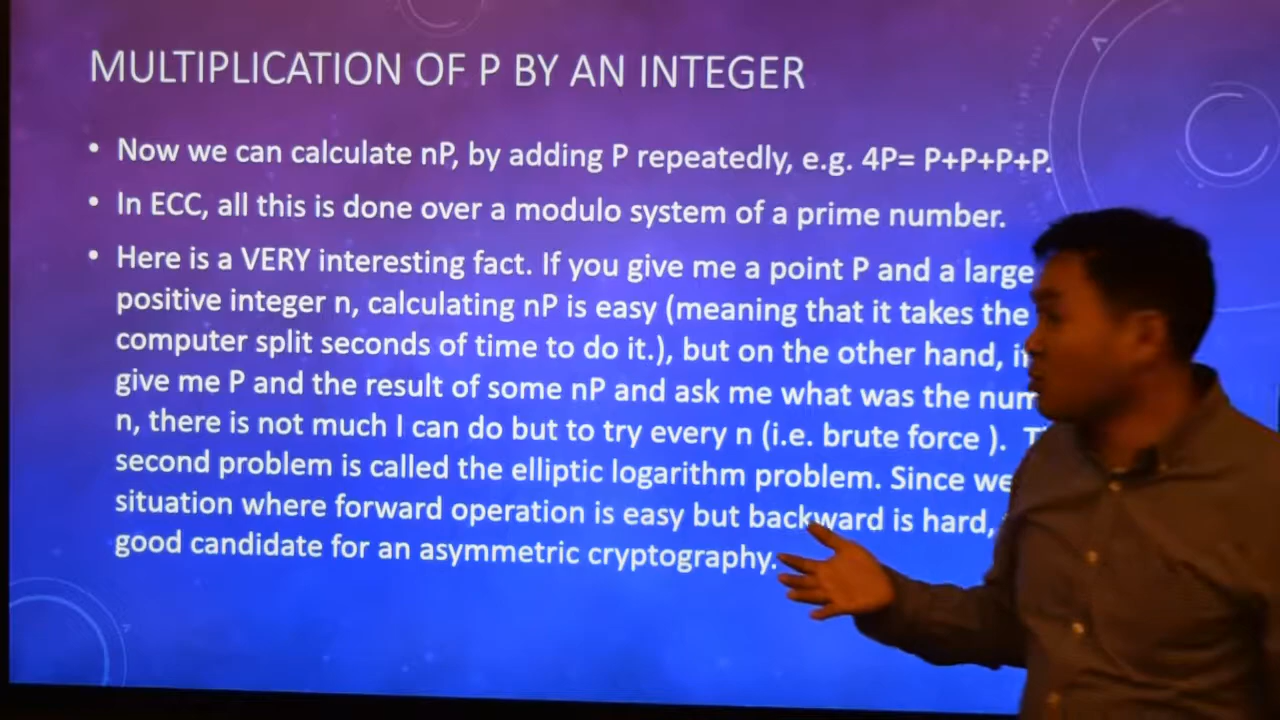 MULTIPLICATION OF P BY AN INTEGER
• Now we can calculate nP, by adding P repeatedly, e.g. 4P= P+P+P+P.
• In ECC, all this is done over a modulo system of a prime number.
• Here is a VERY interesting fact. If you give me a point P and a large
positive integer n, calculating nP is easy (meaning that it takes the
computer split seconds of time to do it.), but on the other hand,
give me P and the result of some nP and ask me what was the
n, there is not much I can do but to try every n (i.e. brute force ).
second problem is called the elliptic logarithm problem. Since we
situation where forward operation is easy but backward is hard,
good candidate for an asymmetric cryptography.